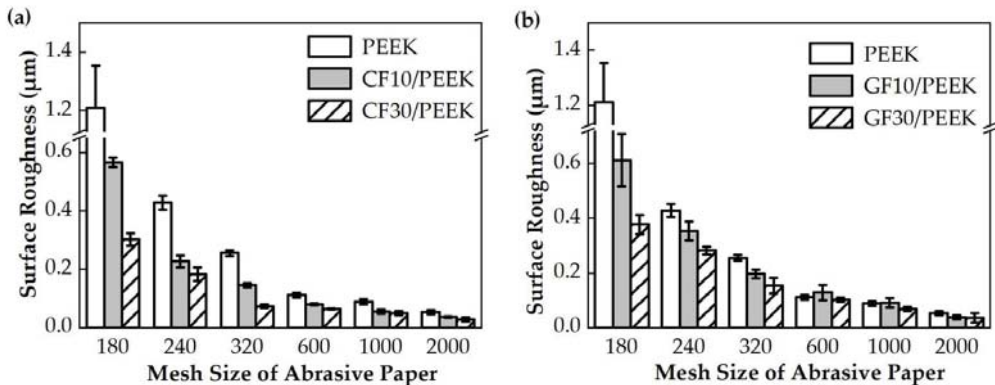 (a)
Surface Roughness (μm)
1.4
1.2
0.6
0.4
0.2
0.0
PEEK
CF10/PEEK
CF30/PEEK
180 240 320 600 1000 2000
Mesh Size of Abrasive Paper
(b)
Surface Roughness (μm)
1.4
1.2
0.6
0.4
0.2
0.0
PEEK
GF10/PEEK
GF30/PEEK
180 240 320 600 1000 2000
Mesh Size of Abrasive Paper